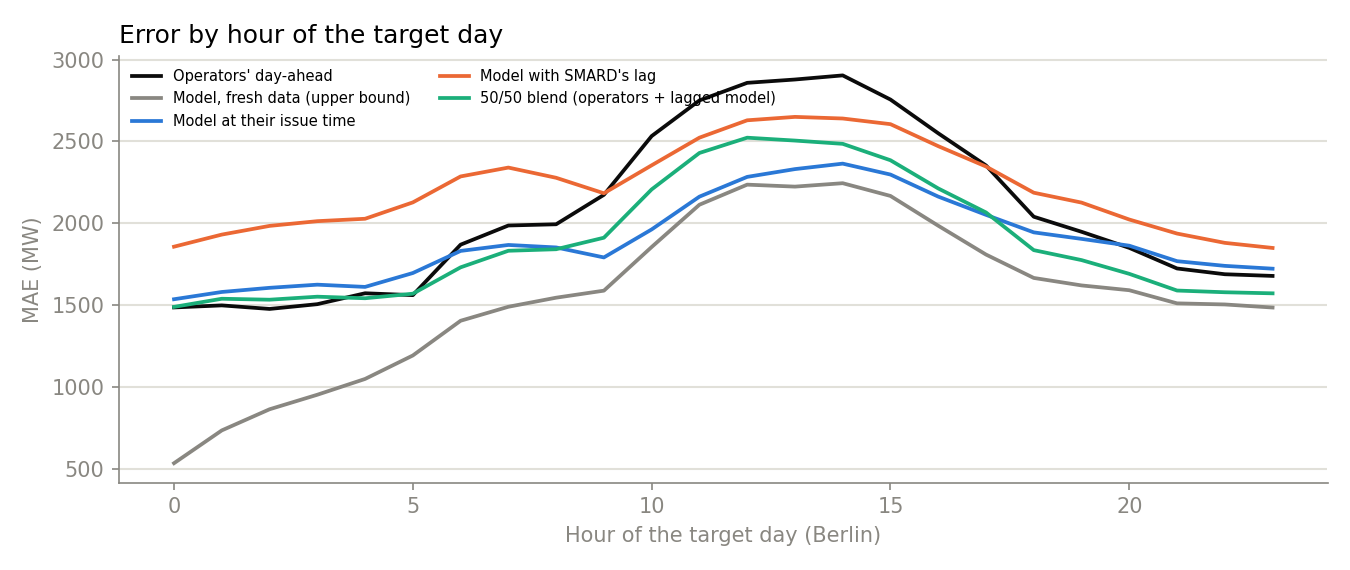 Error by hour of the target day
3000
2500
2000
1500
1000
500
MAE (MW)
Operators' day-ahead
Model, fresh data (upper bound)
Model at their issue time
Model with SMARD's lag
50/50 blend (operators + lagged model)
0 5 10 15 20
Hour of the target day (Berlin)